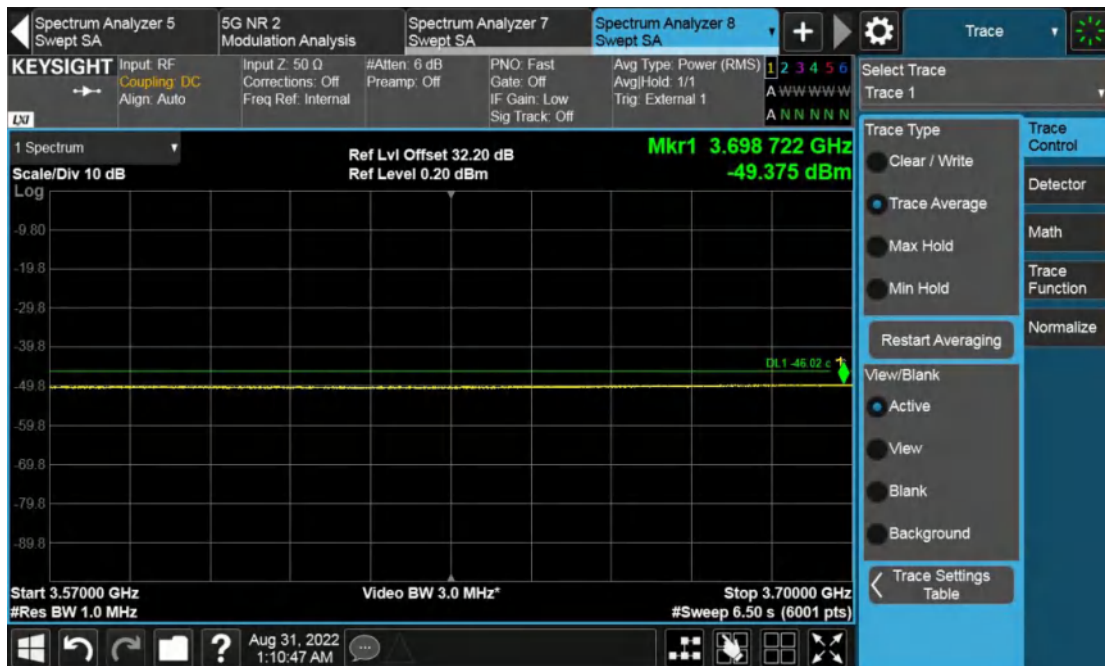 Spectrum Analyzer 5
Swept SA
5G NR 2
Modulation Analysis
Spectrum Analyzer 7
Swept SA
Spectrum Analyzer 8
Swept SA
+
Trace
KEYSIGHT
LXI
Input: RF
Coupling: DC
Align: Auto
Input Z: 50 Ω
Corrections: Off
Freq Ref: Internal
#Atten: 6 dB
Preamp: Off
PNO: Fast
Gate: Off
IF Gain: Low
Sig Track: Off
Avg Type: Power (RMS)
Avg|Hold: 1/1
Trig: External 1
1 2 3 4 5 6
A W W W W W
A N N N N N
Select Trace
Trace 1
1 Spectrum
Scale/Div 10 dB
Log
Ref Lvl Offset 32.20 dB
Ref Level 0.20 dBm
Mkr1 3.698 722 GHz
-49.375 dBm
-9.80
-19.8
-29.8
-39.8
-49.8
-59.8
-69.8
-79.8
-89.8
DL1 -46.02
1
Start 3.57000 GHz
#Res BW 1.0 MHz
Video BW 3.0 MHz*
Stop 3.70000 GHz
#Sweep 6.50 s (6001 pts)
Trace Type
Clear / Write
Trace Average
Max Hold
Min Hold
Restart Averaging
View/Blank
Active
View
Blank
Background
Trace Settings
Table
Trace
Control
Detector
Math
Trace
Function
Normalize
?
Aug 31, 2022
1:10:47 AM